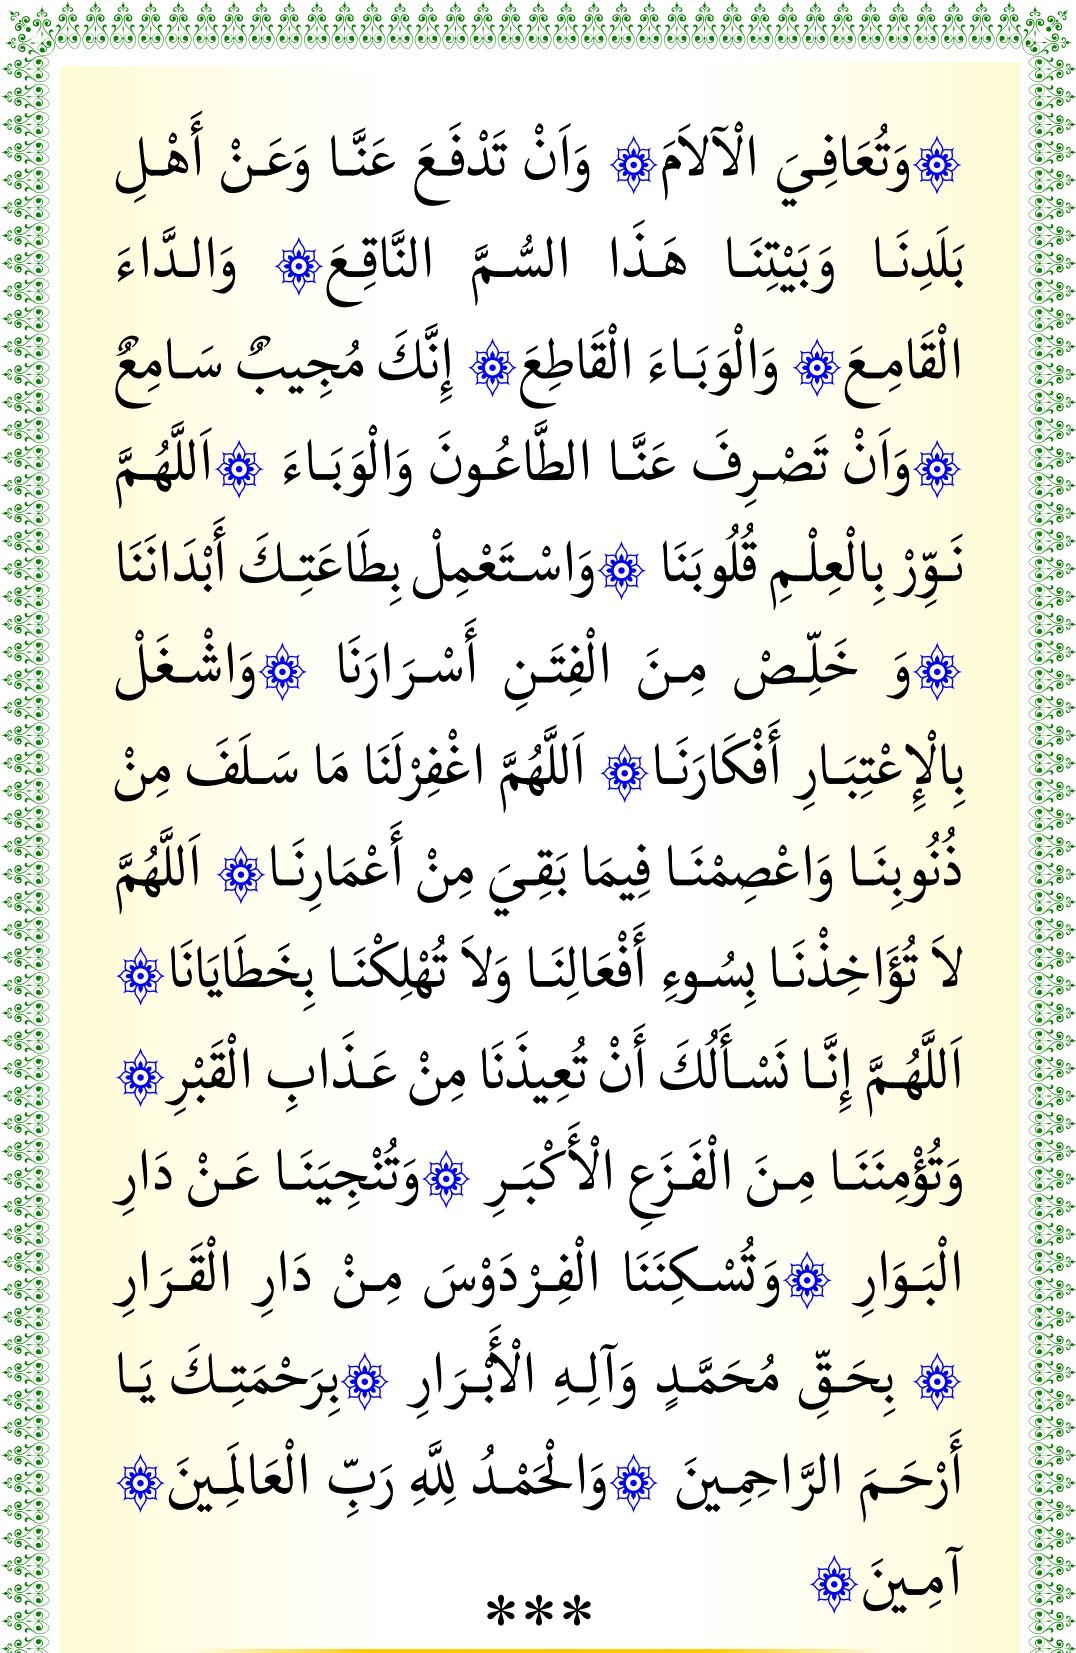 وَتُعَافِيَ الْآلاَمَ وَاَنْ تَدْفَعَ عَنَّا وَعَنْ أَهْلِ
بَلَدِنَا وَبَيْتِنَا هَذَا السُّمَّ النَّاقِعَ وَالدَّاءَ
الْقَامِعَ وَالْوَبَاءَ الْقَاطِعَ إِنَّكَ مُجِيبٌ سَامِعٌ
وَاَنْ تَصْرِفَ عَنَّا الطَّاعُونَ وَالْوَبَاءَ اَللَّهُمَّ
نَوِّرْ بِالْعِلْمِ قُلُوبَنَا وَاسْتَعْمِلْ بِطَاعَتِكَ أَبْدَانَنَا
وَ خَلِّصْ مِنَ الْفِتَنِ أَسْرَارَنَا وَاشْغَلْ
بِالْإِعْتِبَارِ أَفْكَارَنَا اَللَّهُمَّ اغْفِرْلَنَا مَا سَلَفَ مِنْ
ذُنُوبِنَا وَاعْصِمْنَا فِيمَا بَقِيَ مِنْ أَعْمَارِنَا اَللَّهُمَّ
لاَ تُؤَاخِذْنَا بِسُوءِ أَفْعَالِنَا وَلاَ تُهْلِكْنَا بِخَطَايَانَا
اَللَّهُمَّ إِنَّا نَسْأَلُكَ أَنْ تُعِيذَنَا مِنْ عَذَابِ الْقَبْرِ
وَتُؤْمِنَنَا مِنَ الْفَزَعِ الْأَكْبَرِ وَتُنْجِيَنَا عَنْ دَارِ
الْبَوَارِ وَتُسْكِنَنَا الْفِرْدَوْسَ مِنْ دَارِ الْقَرَارِ
بِحَقِّ مُحَمَّدٍ وَآلِهِ الْأَبْرَارِ بِرَحْمَتِكَ يَا
أَرْحَمَ الرَّاحِمِينَ وَالْحَمْدُ لِلَّهِ رَبِّ الْعَالَمِينَ
آمِينَ
***